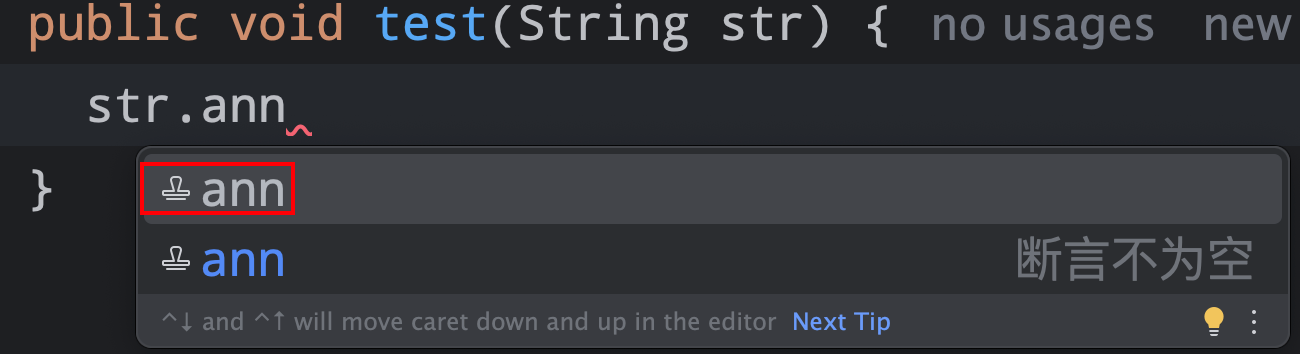 public void test(String str) { no usages new
str.ann
ann
}
ann 断言不为空
^↓ and ^↑ will move caret down and up in the editor Next Tip